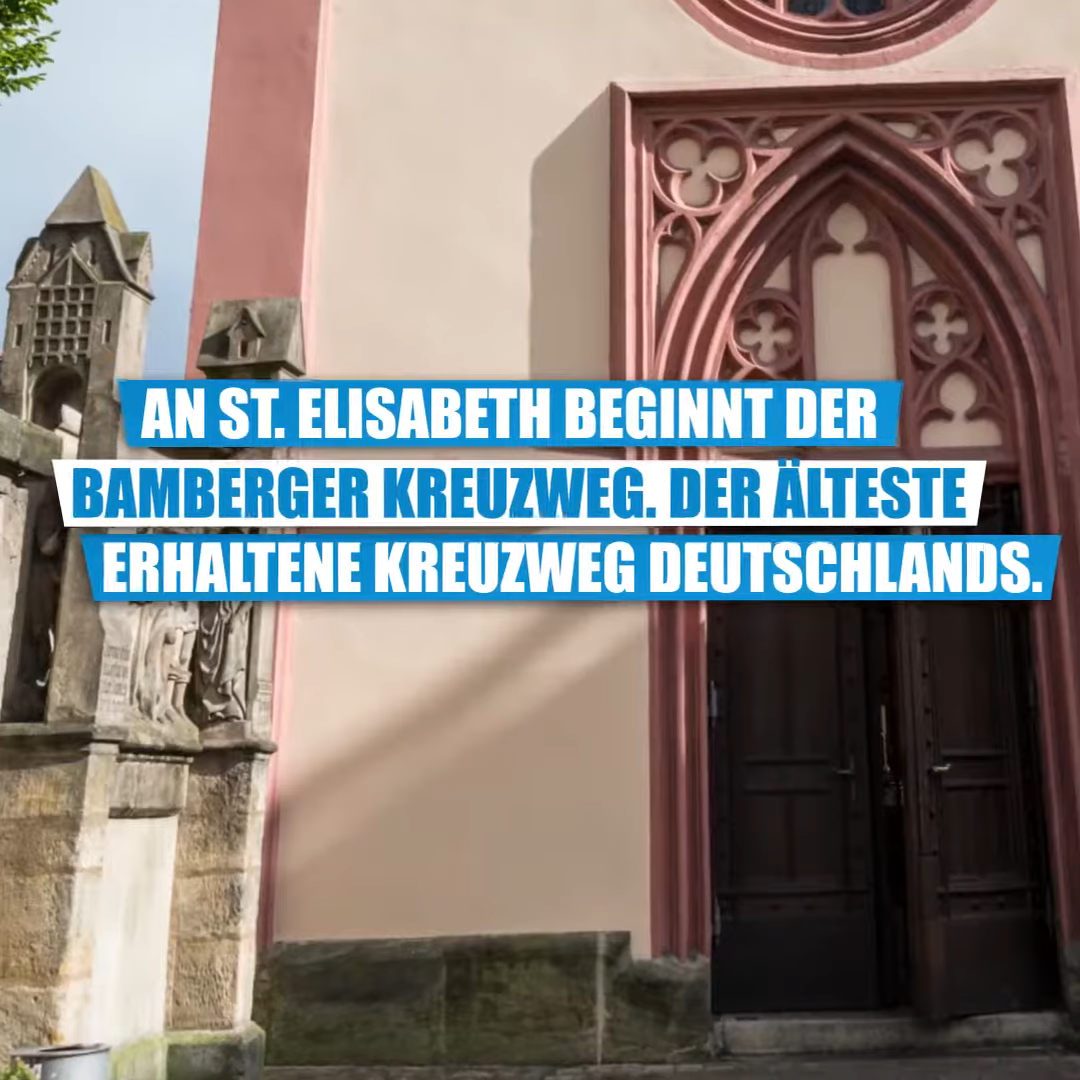 AN ST. ELISABETH BEGINNT DER
BAMBERGER KREUZWEG. DER ÄLTESTE
ERHALTENE KREUZWEG DEUTSCHLANDS.